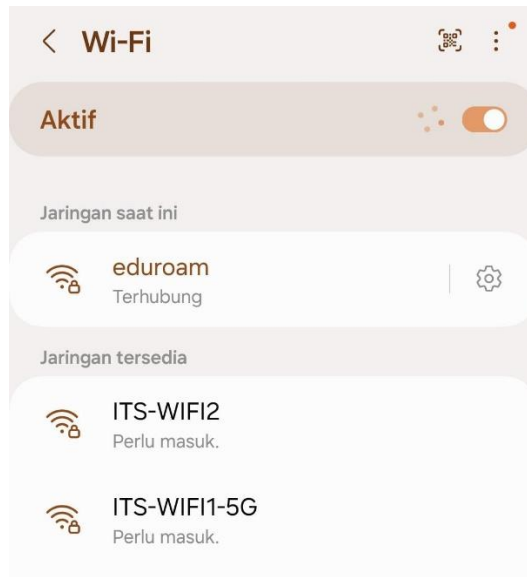 Wi-Fi
Aktif
Jaringan saat ini
eduroam
Terhubung
Jaringan tersedia
ITS-WIFI2
Perlu masuk.
ITS-WIFI1-5G
Perlu masuk.